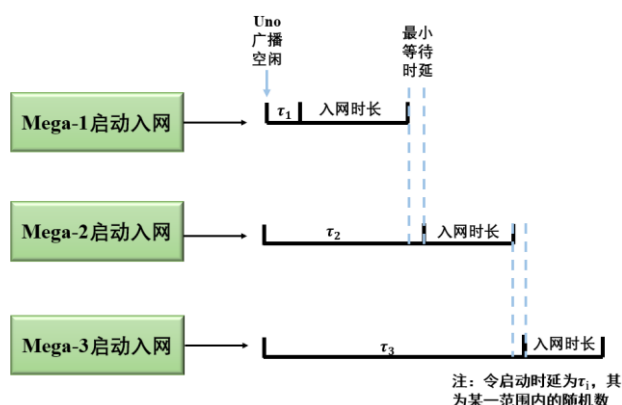 Uno
广播
空闲
最小
等待
时延
Mega-1启动入网
τ₁
入网时长
Mega-2启动入网
τ₂
入网时长
Mega-3启动入网
τ₃
入网时长
注：令启动时延为τᵢ，其
为某一范围内的随机数